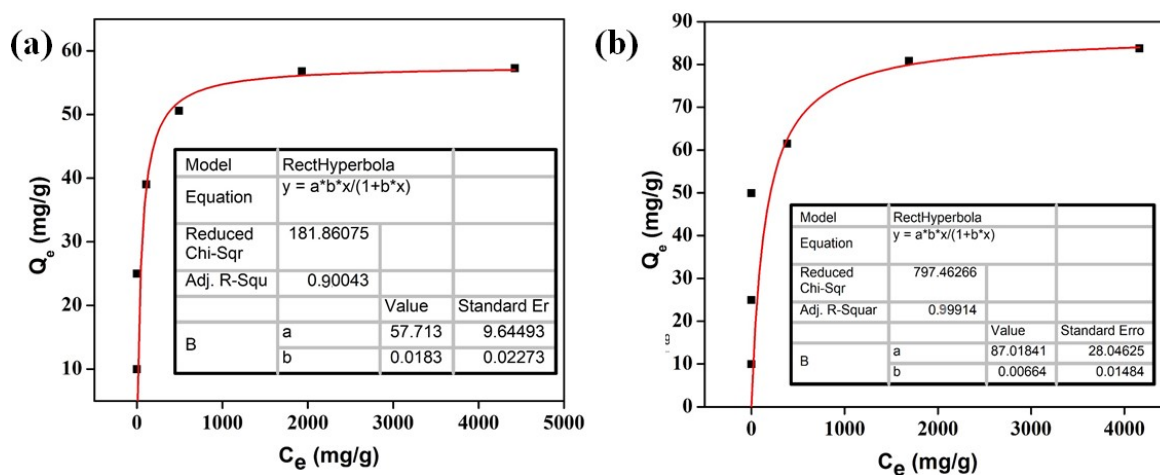 (a)
60
50
40
30
20
10
Q_e (mg/g)
Model RectHyperbola
Equation y = a*b*x/(1+b*x)
Reduced Chi-Sqr 181.86075
Adj. R-Squ 0.90043
Value Standard Er
B a 57.713 9.64493
b 0.0183 0.02273
0 1000 2000 3000 4000 5000
C_e (mg/g)
(b)
90
80
70
60
50
40
30
20
10
0
Q_e (mg/g)
Model RectHyperbola
Equation y = a*b*x/(1+b*x)
Reduced Chi-Sqr 797.46266
Adj. R-Squar 0.99914
Value Standard Erro
B a 87.01841 28.04625
b 0.00664 0.01484
0 1000 2000 3000 4000
C_e (mg/g)